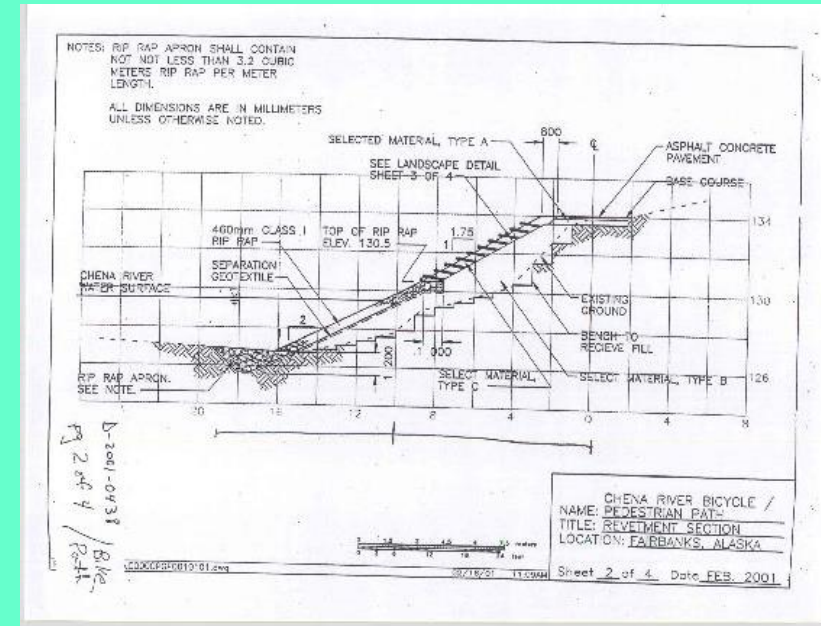 NOTES: RIP RAP APRON SHALL CONTAIN
NOT NOT LESS THAN 3.2 CUBIC
METERS RIP RAP PER METER
LENGTH.
ALL DIMENSIONS ARE IN MILLIMETERS
UNLESS OTHERWISE NOTED.
SELECTED MATERIAL, TYPE A
800
ASPHALT CONCRETE
PAVEMENT
SEE LANDSCAPE DETAIL
SHEET 3 OF 4
BASE COURSE
134
460mm CLASS I
RIP RAP
TOP OF RIP RAP
ELEV. 130.5
1.75
1
SEPARATION
GEOTEXTILE
CHENA RIVER
WATER SURFACE
130
EXISTING
GROUND
2
1
BENCH TO
RECIEVE FILL
1 000
1 200
SELECT MATERIAL,
TYPE C
SELECT MATERIAL, TYPE B
126
RIP RAP APRON.
SEE NOTE.
20 16 12 8 4 0 4 8
D-2001-0438 / Bike
pg 2 of 4 / Path
CHENA RIVER BICYCLE /
NAME: PEDESTRIAN PATH
TITLE: REVETMENT SECTION
LOCATION: FAIRBANKS, ALASKA
11:09AM
Sheet 2 of 4 Date FEB. 2001